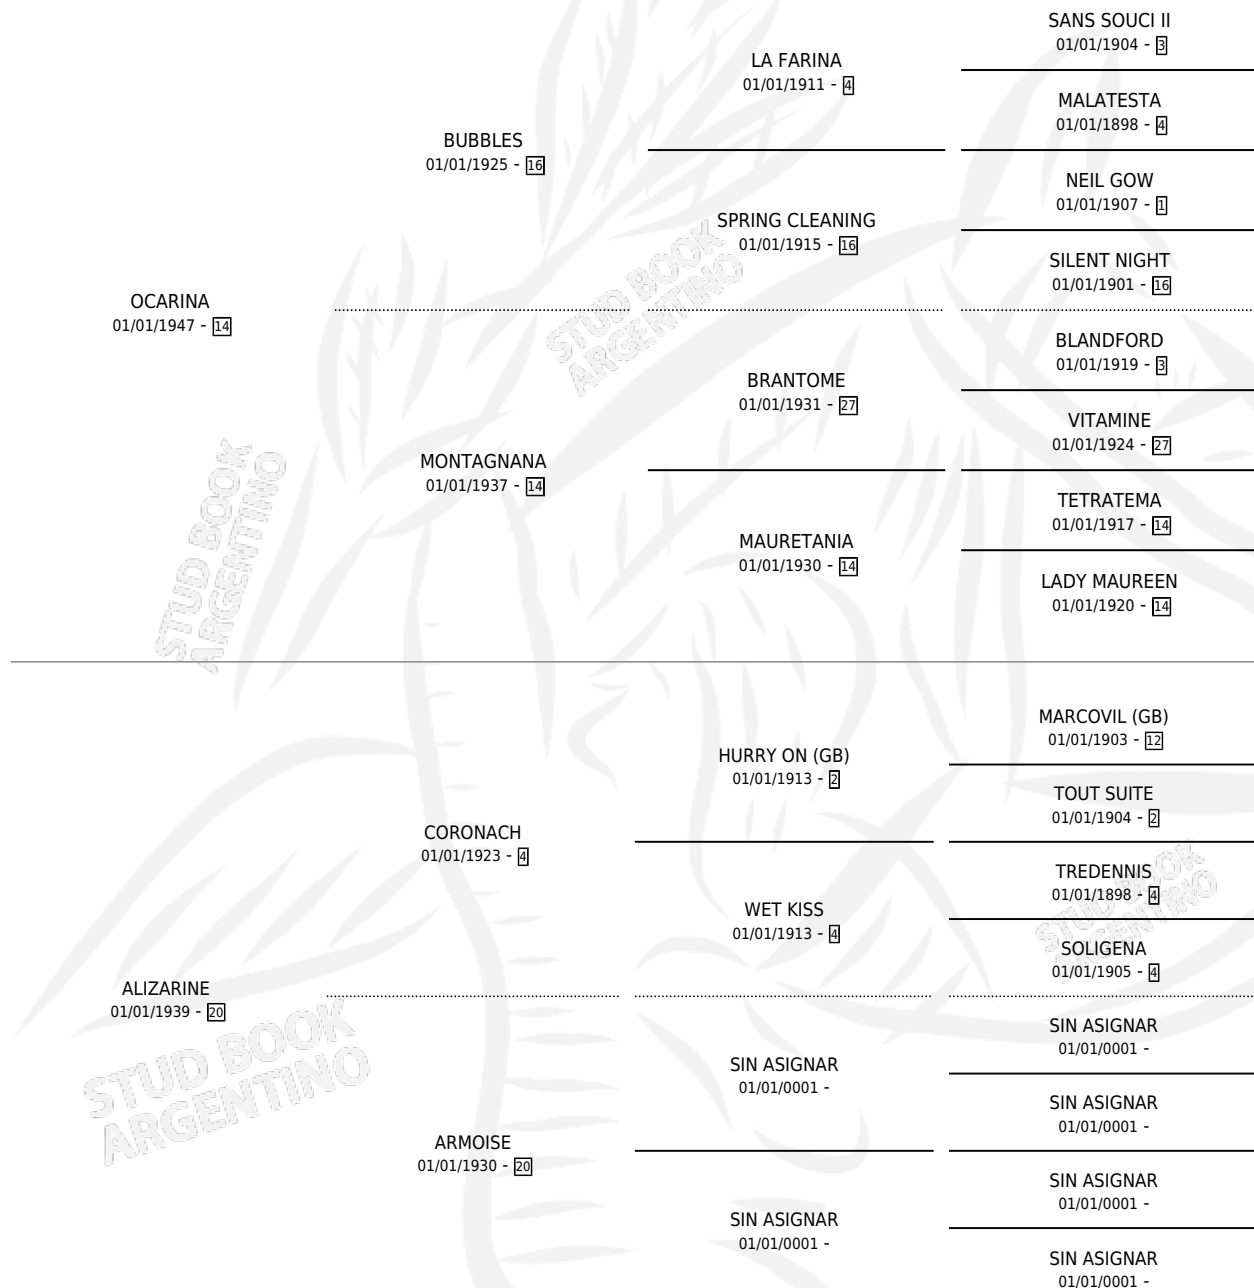 SANS SOUCI II
01/01/1904 - 3
LA FARINA
01/01/1911 - 4
MALATESTA
01/01/1898 - 4
BUBBLES
01/01/1925 - 16
NEIL GOW
01/01/1907 - 1
SPRING CLEANING
01/01/1915 - 16
SILENT NIGHT
01/01/1901 - 16
OCARINA
01/01/1947 - 14
BLANDFORD
01/01/1919 - 3
BRANTOME
01/01/1931 - 27
VITAMINE
01/01/1924 - 27
MONTAGNANA
01/01/1937 - 14
TETRATEMA
01/01/1917 - 14
MAURETANIA
01/01/1930 - 14
LADY MAUREEN
01/01/1920 - 14
STUD BOOK
ARGENTINO
STUD BOOK
ARGENTINO
MARCOVIL (GB)
01/01/1903 - 12
HURRY ON (GB)
01/01/1913 - 2
TOUT SUITE
01/01/1904 - 2
CORONACH
01/01/1923 - 4
TREDENNIS
01/01/1898 - 4
WET KISS
01/01/1913 - 4
SOLIGENA
01/01/1905 - 4
ALIZARINE
01/01/1939 - 20
SIN ASIGNAR
01/01/0001 -
SIN ASIGNAR
01/01/0001 -
SIN ASIGNAR
01/01/0001 -
ARMOISE
01/01/1930 - 20
SIN ASIGNAR
01/01/0001 -
SIN ASIGNAR
01/01/0001 -
SIN ASIGNAR
01/01/0001 -
STUD BOOK
ARGENTINO
STUD BOOK
ARGENTINO